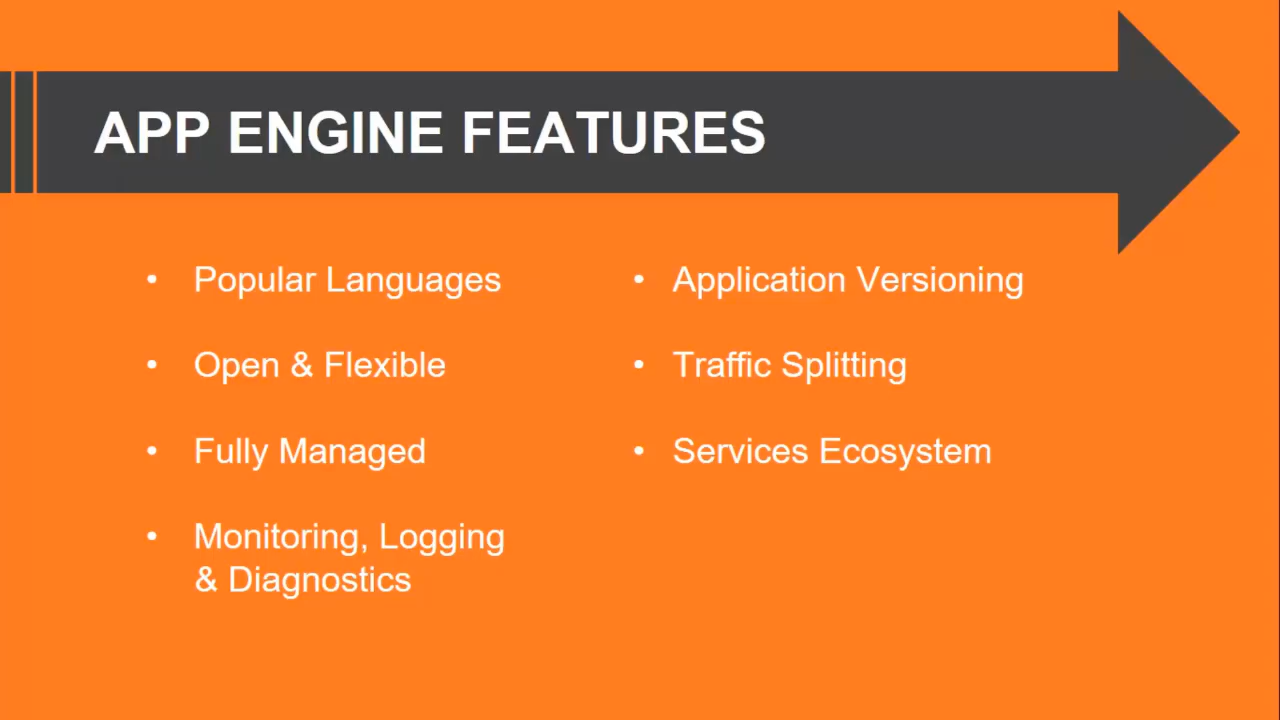 APP ENGINE FEATURES
• Popular Languages
• Open & Flexible
• Fully Managed
• Monitoring, Logging
& Diagnostics
• Application Versioning
• Traffic Splitting
• Services Ecosystem